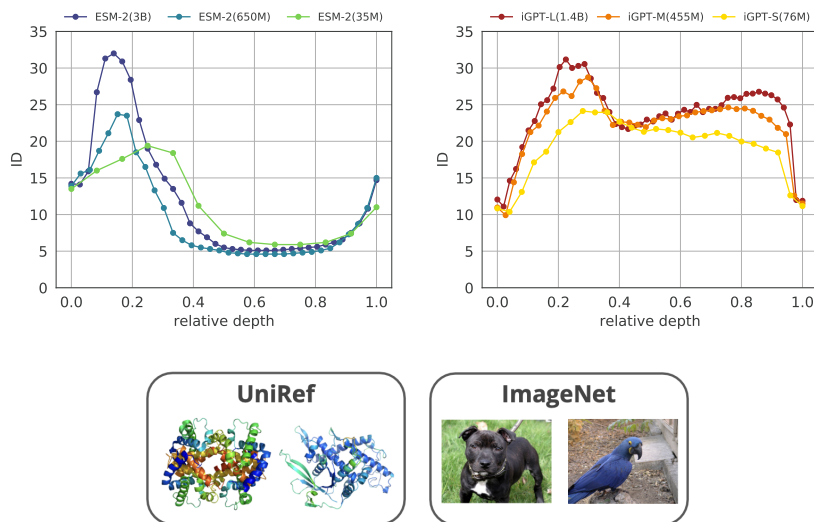 ESM-2(3B) ESM-2(650M) ESM-2(35M)
35
30
25
20
15
10
5
0
ID
0.0 0.2 0.4 0.6 0.8 1.0
relative depth
iGPT-L(1.4B) iGPT-M(455M) iGPT-S(76M)
35
30
25
20
15
10
5
0
ID
0.0 0.2 0.4 0.6 0.8 1.0
relative depth
UniRef
ImageNet